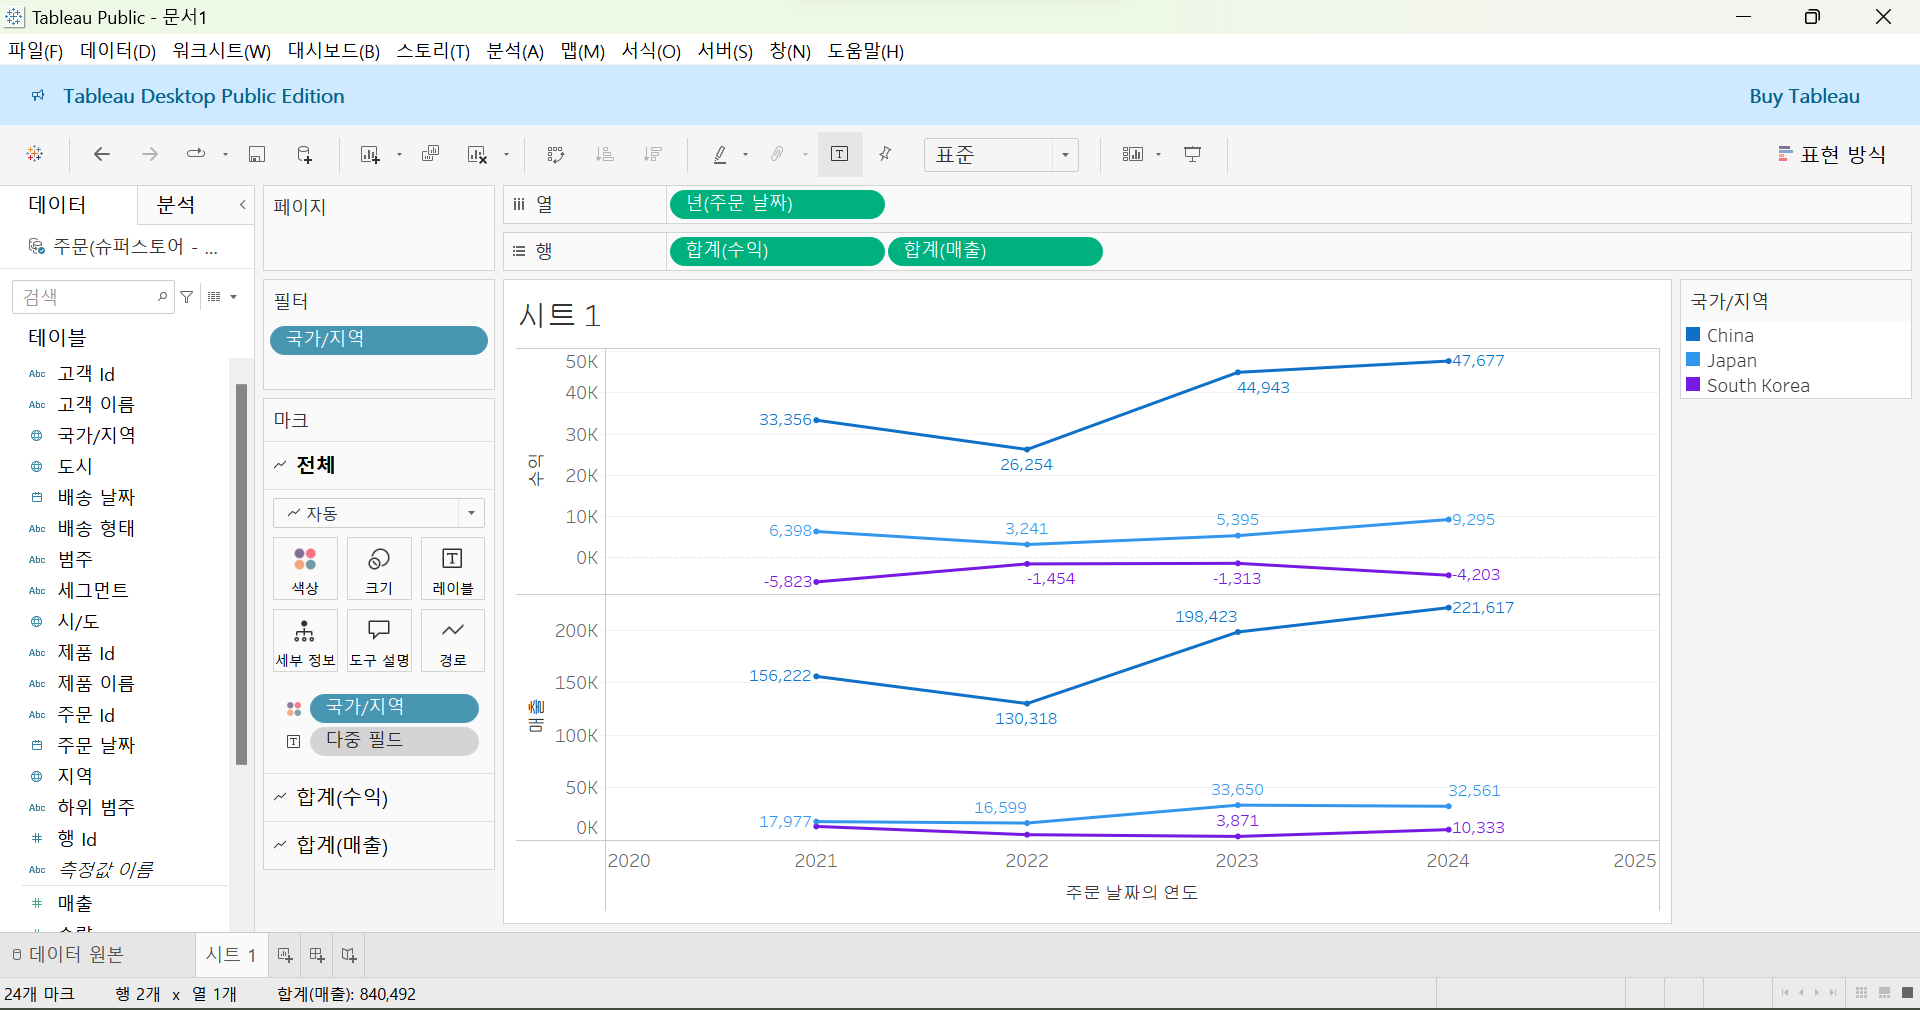 Tableau Public - 문서1
파일(F) 데이터(D) 워크시트(W) 대시보드(B) 스토리(T) 분석(A) 맵(M) 서식(O) 서버(S) 창(N) 도움말(H)
Tableau Desktop Public Edition
Buy Tableau
표준
표현 방식
데이터
분석
주문(슈퍼스토어 - ...
검색
테이블
Abc 고객 Id
Abc 고객 이름
국가/지역
도시
배송 날짜
Abc 배송 형태
Abc 범주
Abc 세그먼트
시/도
Abc 제품 Id
Abc 제품 이름
Abc 주문 Id
주문 날짜
지역
Abc 하위 범주
# 행 Id
Abc 측정값 이름
# 매출
페이지
필터
국가/지역
마크
전체
자동
색상
크기
레이블
세부 정보
도구 설명
경로
국가/지역
다중 필드
합계(수익)
합계(매출)
열
년(주문 날짜)
행
합계(수익)
합계(매출)
시트 1
수익
50K
40K
30K
20K
10K
0K
33,356
26,254
44,943
47,677
6,398
3,241
5,395
9,295
-5,823
-1,454
-1,313
-4,203
매출
200K
150K
100K
50K
0K
156,222
130,318
198,423
221,617
17,977
16,599
33,650
32,561
3,871
10,333
2020
2021
2022
2023
2024
2025
주문 날짜의 연도
국가/지역
China
Japan
South Korea
데이터 원본
시트 1
24개 마크
행 2개 x 열 1개
합계(매출): 840,492